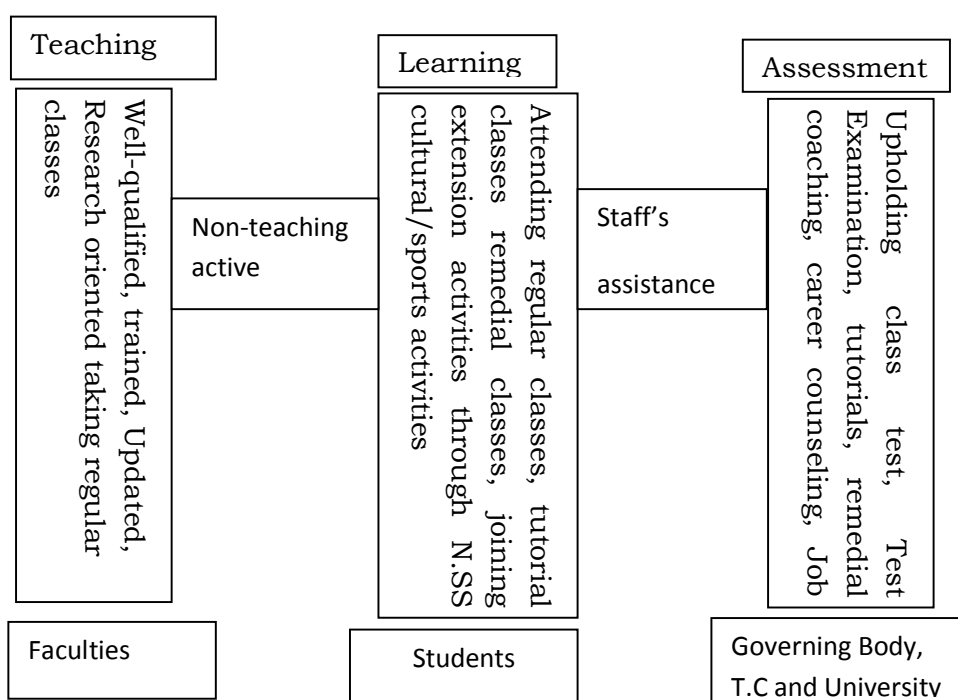 Teaching
Well-qualified, trained, Updated,
Research oriented taking regular
classes
Faculties
Non-teaching
active
Learning
Attending regular classes, tutorial
classes remedial classes, joining
extension activities through N.SS
cultural/sports activities
Students
Staff's
assistance
Assessment
Upholding class test, Test
Examination, tutorials, remedial
coaching, career counseling, Job
Governing Body,
T.C and University